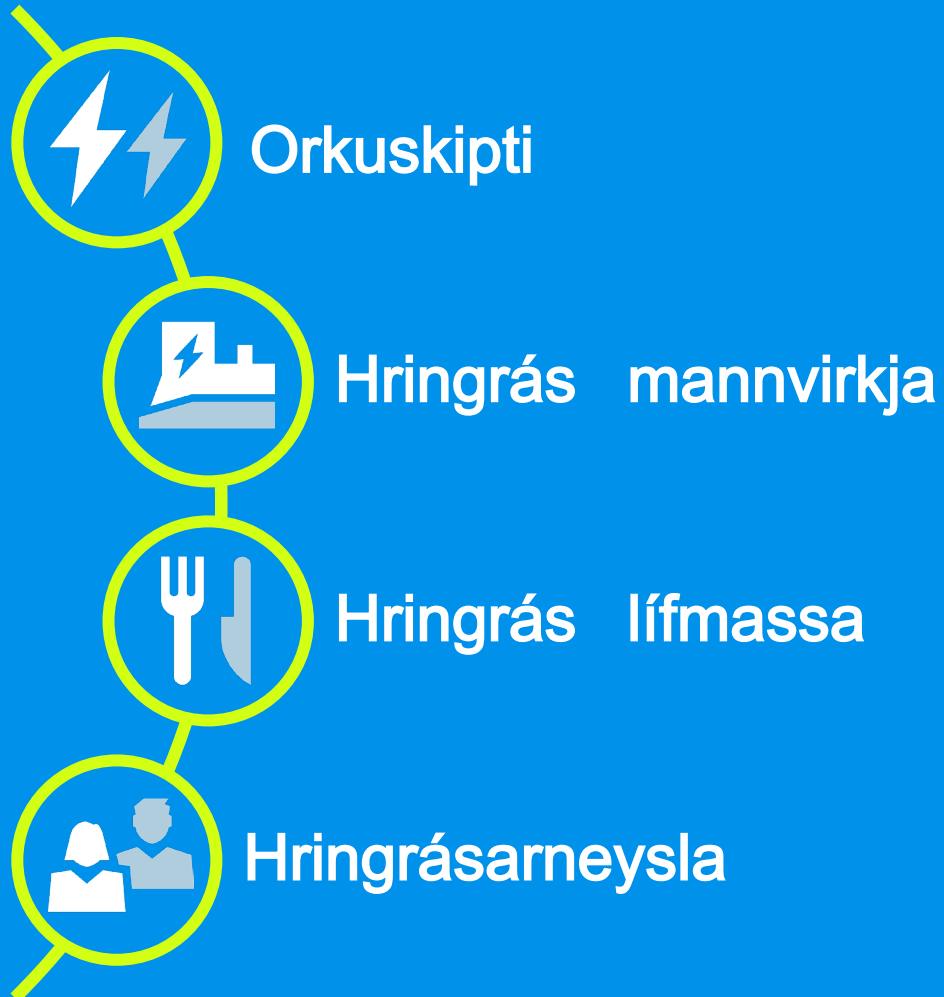 Orkuskipti
Hringrás mannvirkja
Hringrás lífmassa
Hringrásarneysla